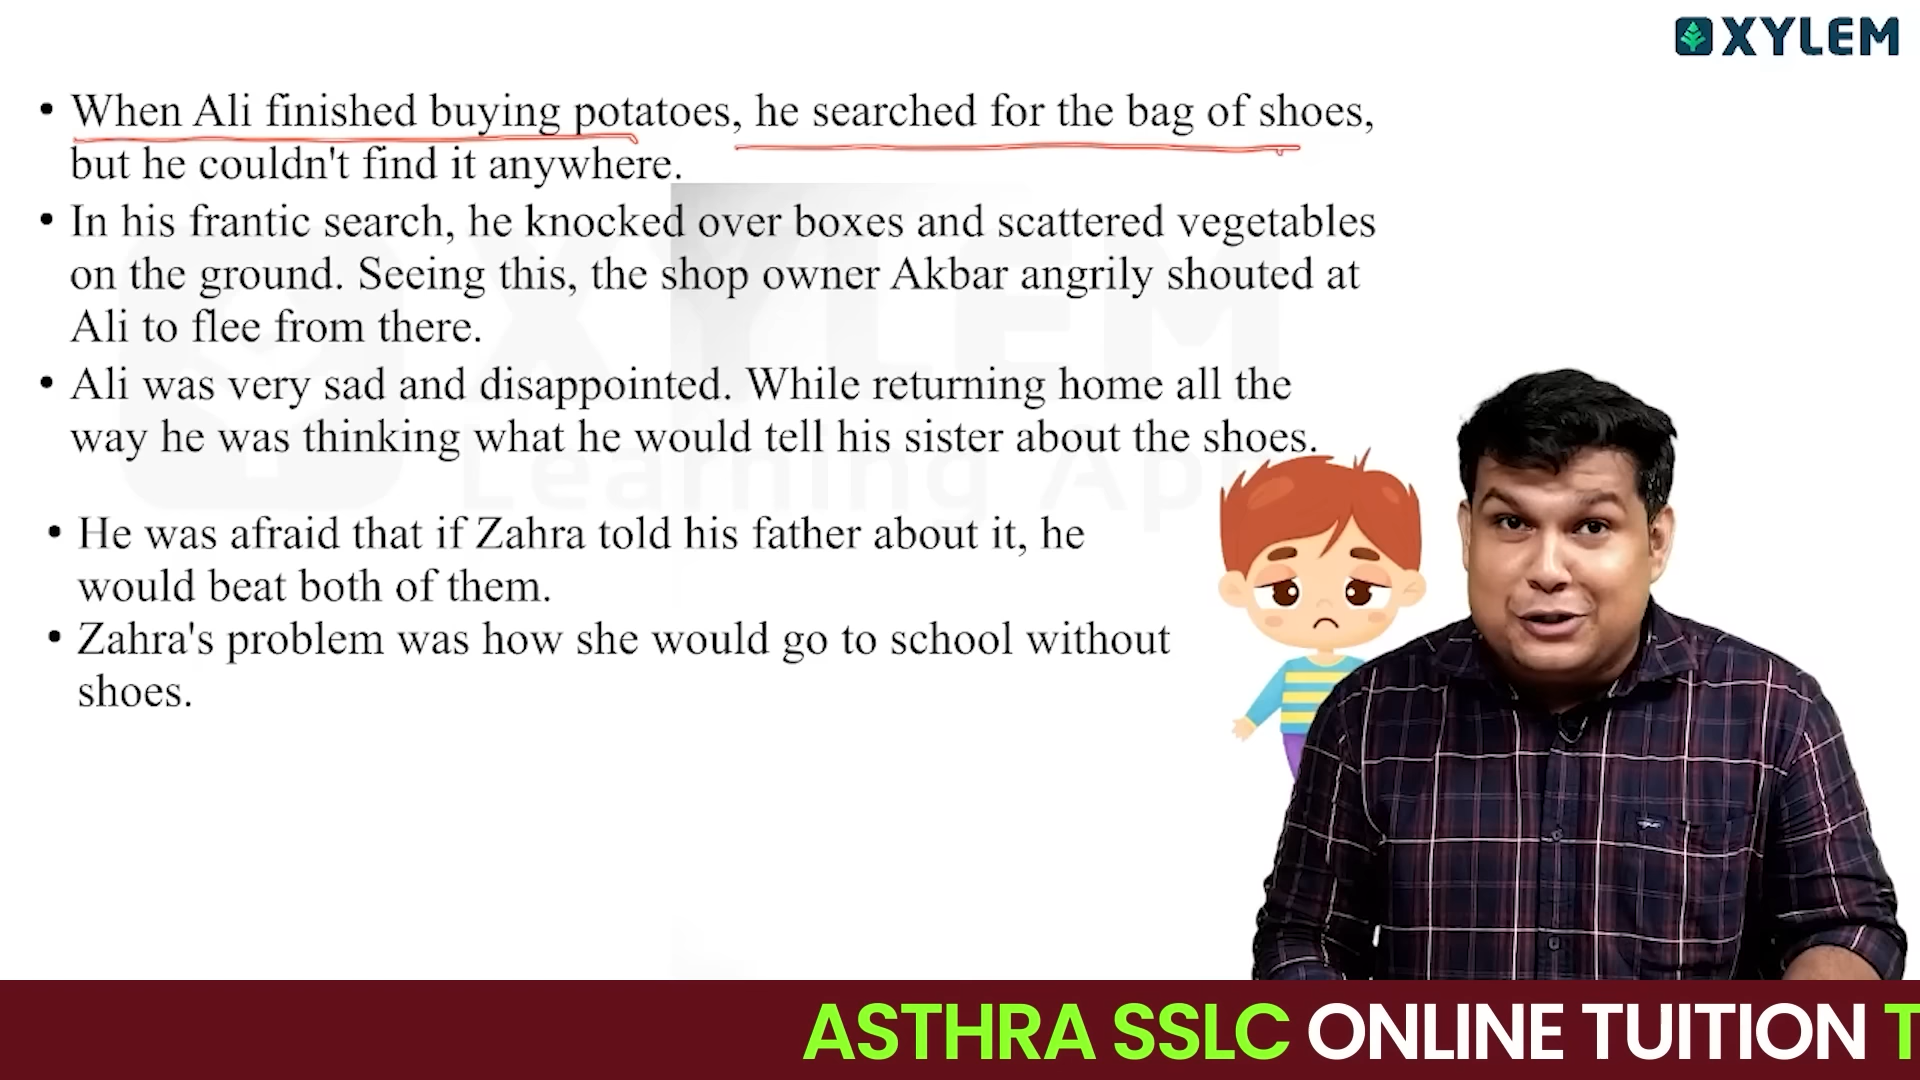 XYLEM
• When Ali finished buying potatoes, he searched for the bag of shoes,
but he couldn't find it anywhere.
• In his frantic search, he knocked over boxes and scattered vegetables
on the ground. Seeing this, the shop owner Akbar angrily shouted at
Ali to flee from there.
• Ali was very sad and disappointed. While returning home all the
way he was thinking what he would tell his sister about the shoes.
XYLEM
Learning Ap
• He was afraid that if Zahra told his father about it, he
would beat both of them.
• Zahra's problem was how she would go to school without
shoes.
ASTHRA SSLC ONLINE TUITION T